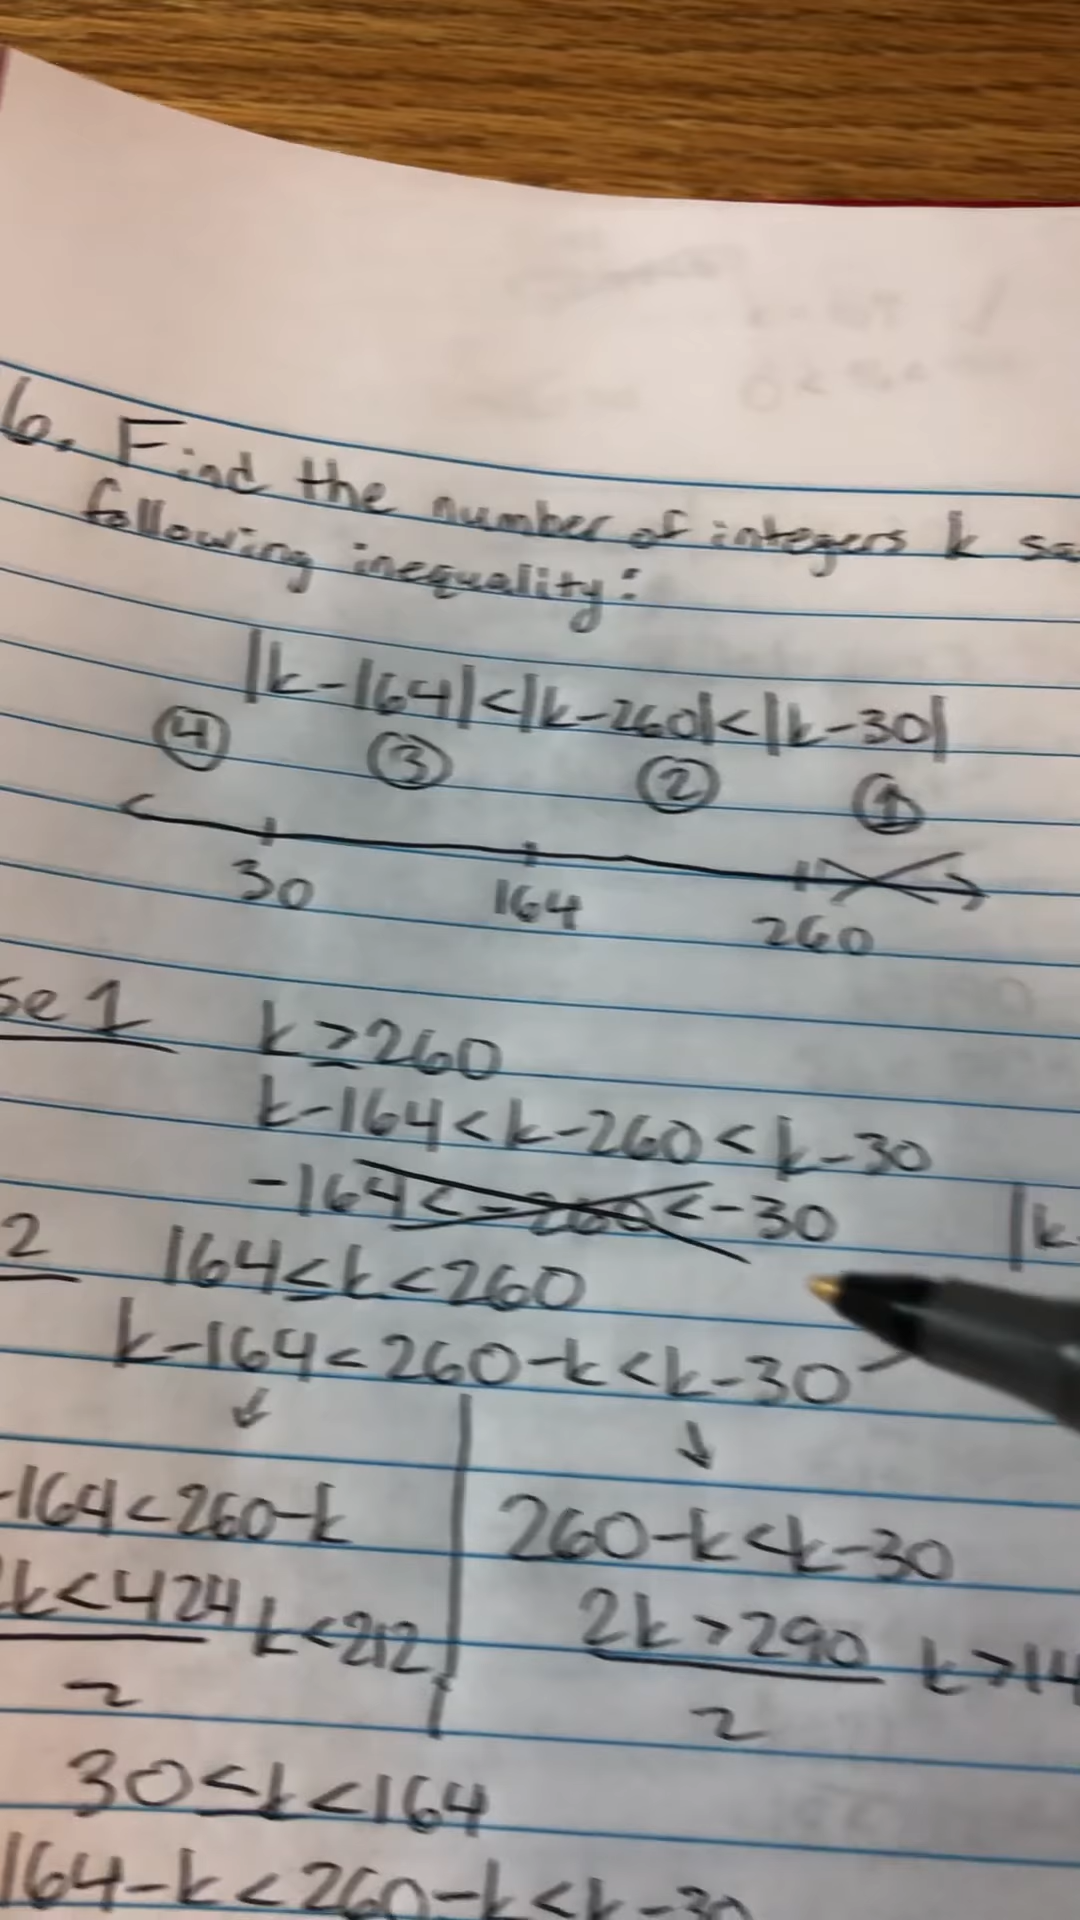 6. Find the number of integers k sa
following inequality:
|k-164|<|k-260|<|k-30|
④ ③ ② ①
30 164 260
se 1 k≥260
k-164<k-260<k-30
-164<-260<-30
|k
2 164≤k<260
k-164<260-k<k-30
↓ ↓
-164<260-k 260-k<k-30
k<424 k<212 2k>290 k>14
2 2
30≤k<164
164-k<260-k<k-30